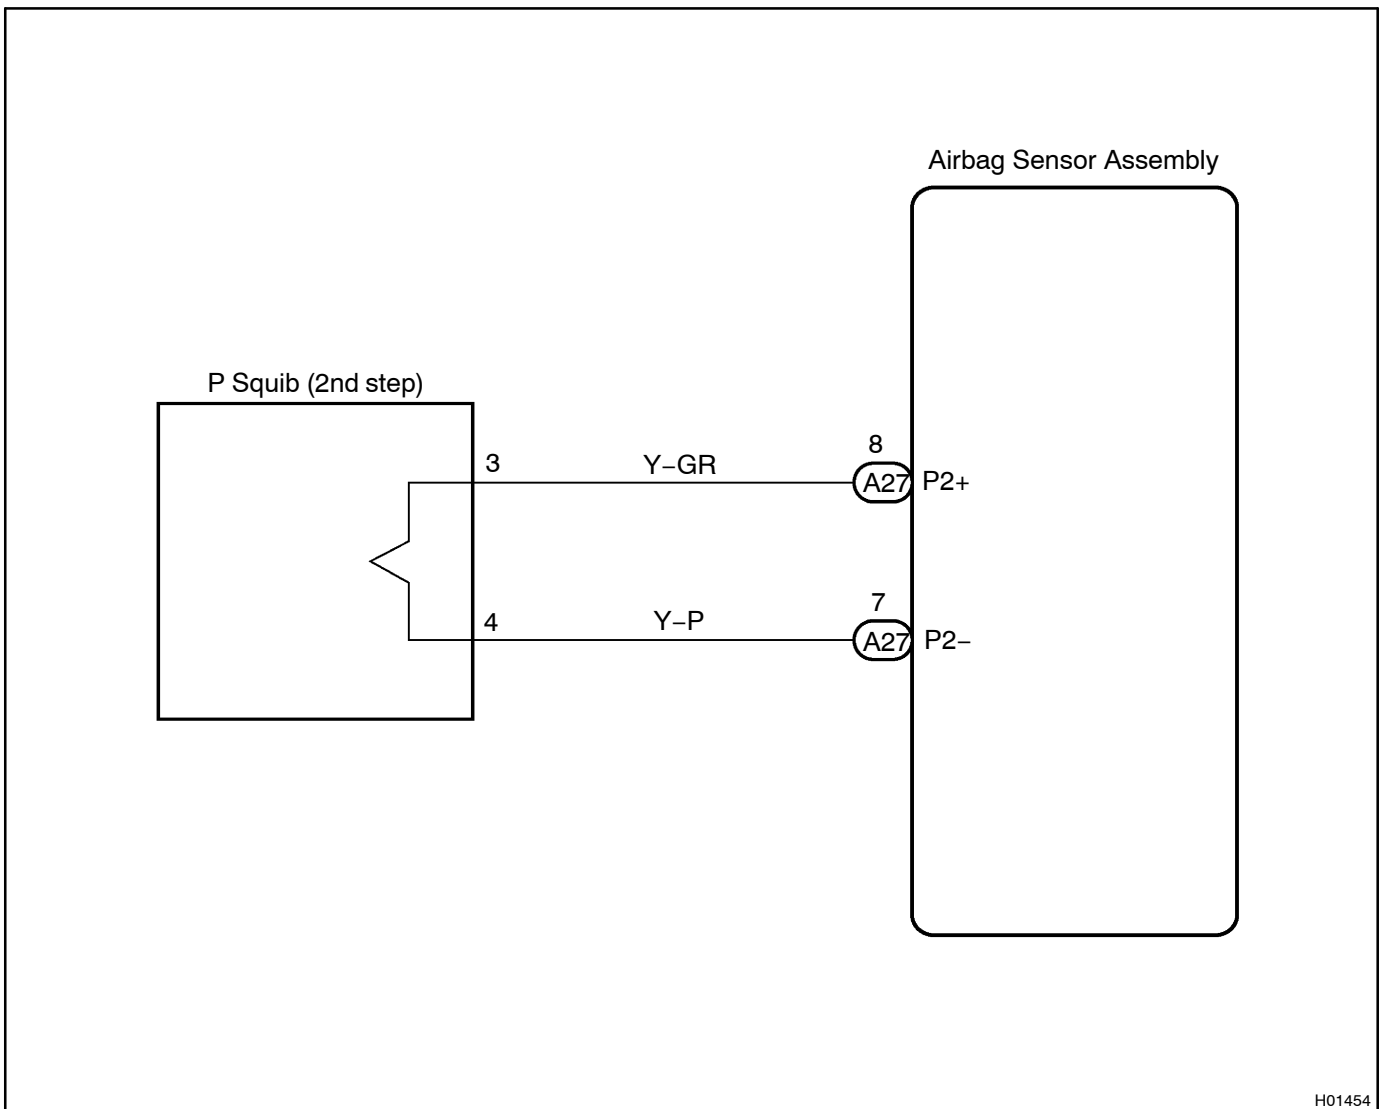 Airbag Sensor Assembly
P Squib (2nd step)
3
Y−GR
8
A27
P2+
4
Y−P
7
A27
P2−
H01454